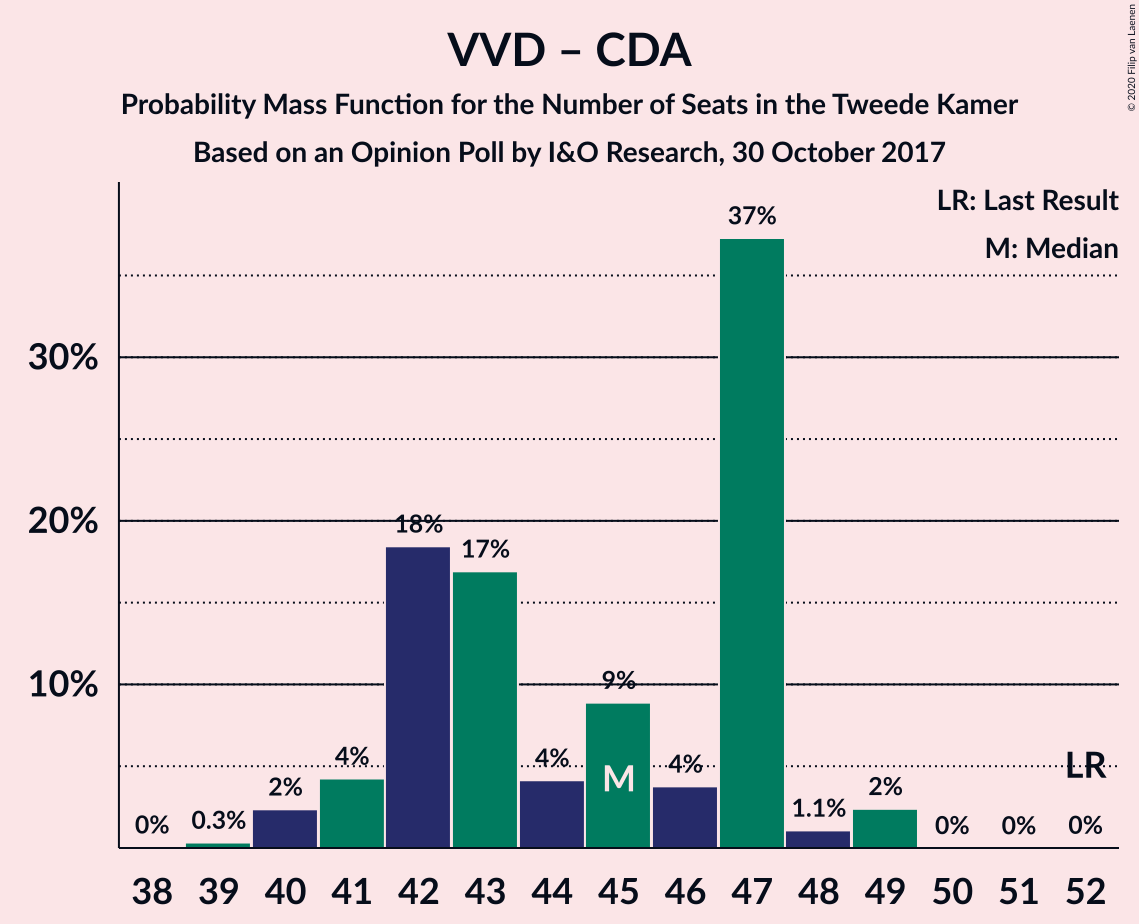 VVD – CDA
Probability Mass Function for the Number of Seats in the Tweede Kamer
Based on an Opinion Poll by I&O Research, 30 October 2017
© 2020 Filip van Laenen
LR: Last Result
M: Median
37%
30%
20%
18%
17%
10%
9%
4%
4%
4%
LR
2%
2%
0%
0.3%
1.1%
0%
0%
0%
M
38 39 40 41 42 43 44 45 46 47 48 49 50 51 52